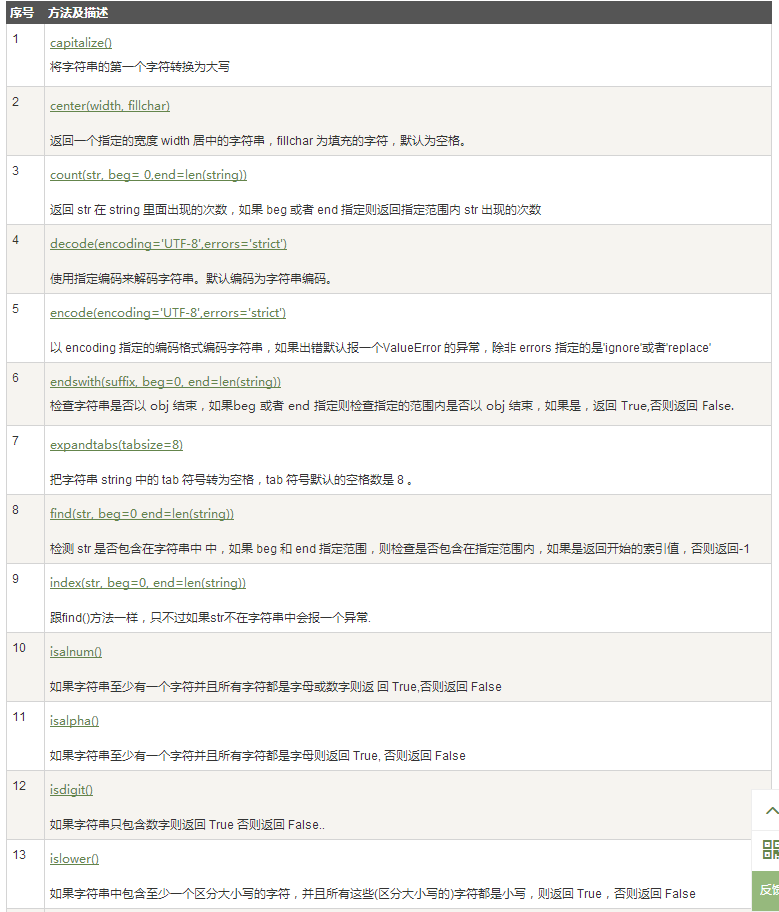 序号 方法及描述
1 capitalize()
将字符串的第一个字符转换为大写
2 center(width, fillchar)
返回一个指定的宽度 width 居中的字符串，fillchar 为填充的字符，默认为空格。
3 count(str, beg= 0,end=len(string))
返回 str 在 string 里面出现的次数，如果 beg 或者 end 指定则返回指定范围内 str 出现的次数
4 decode(encoding='UTF-8',errors='strict')
使用指定编码来解码字符串。默认编码为字符串编码。
5 encode(encoding='UTF-8',errors='strict')
以 encoding 指定的编码格式编码字符串，如果出错默认报一个ValueError 的异常，除非 errors 指定的是'ignore'或者'replace'
6 endswith(suffix, beg=0, end=len(string))
检查字符串是否以 obj 结束，如果beg 或者 end 指定则检查指定的范围内是否以 obj 结束，如果是，返回 True,否则返回 False.
7 expandtabs(tabsize=8)
把字符串 string 中的 tab 符号转为空格，tab 符号默认的空格数是 8 。
8 find(str, beg=0 end=len(string))
检测 str 是否包含在字符串中 中，如果 beg 和 end 指定范围，则检查是否包含在指定范围内，如果是返回开始的索引值，否则返回-1
9 index(str, beg=0, end=len(string))
跟find()方法一样，只不过如果str不在字符串中会报一个异常.
10 isalnum()
如果字符串至少有一个字符并且所有字符都是字母或数字则返 回 True,否则返回 False
11 isalpha()
如果字符串至少有一个字符并且所有字符都是字母则返回 True, 否则返回 False
12 isdigit()
如果字符串只包含数字则返回 True 否则返回 False..
13 islower()
如果字符串中包含至少一个区分大小写的字符，并且所有这些(区分大小写的)字符都是小写，则返回 True，否则返回 False
反馈